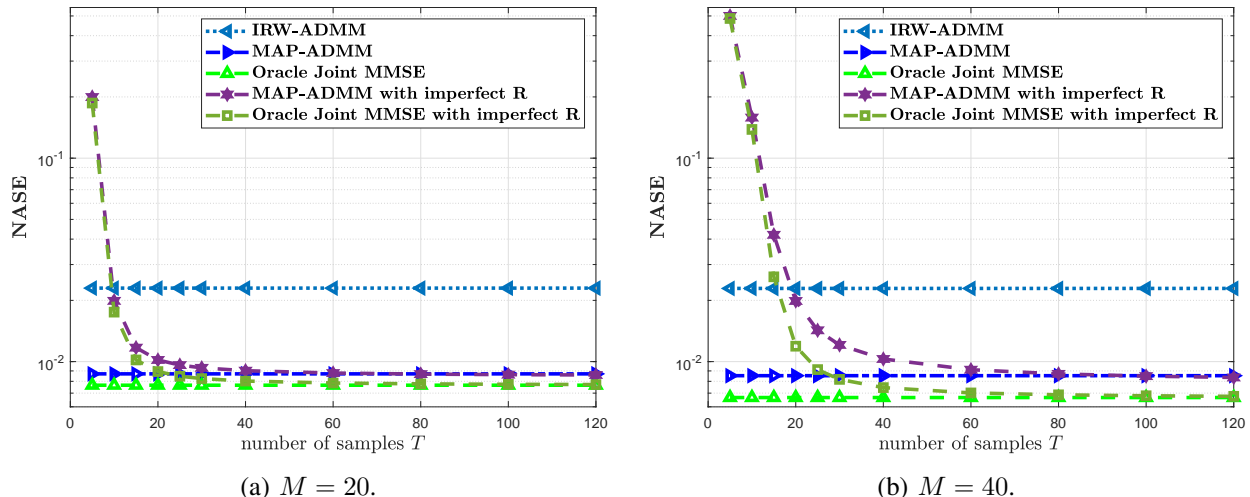 IRW-ADMM
MAP-ADMM
Oracle Joint MMSE
MAP-ADMM with imperfect R
Oracle Joint MMSE with imperfect R
NASE
10^-1
10^-2
0 20 40 60 80 100 120
number of samples T
(a) M = 20.
IRW-ADMM
MAP-ADMM
Oracle Joint MMSE
MAP-ADMM with imperfect R
Oracle Joint MMSE with imperfect R
NASE
10^-1
10^-2
0 20 40 60 80 100 120
number of samples T
(b) M = 40.